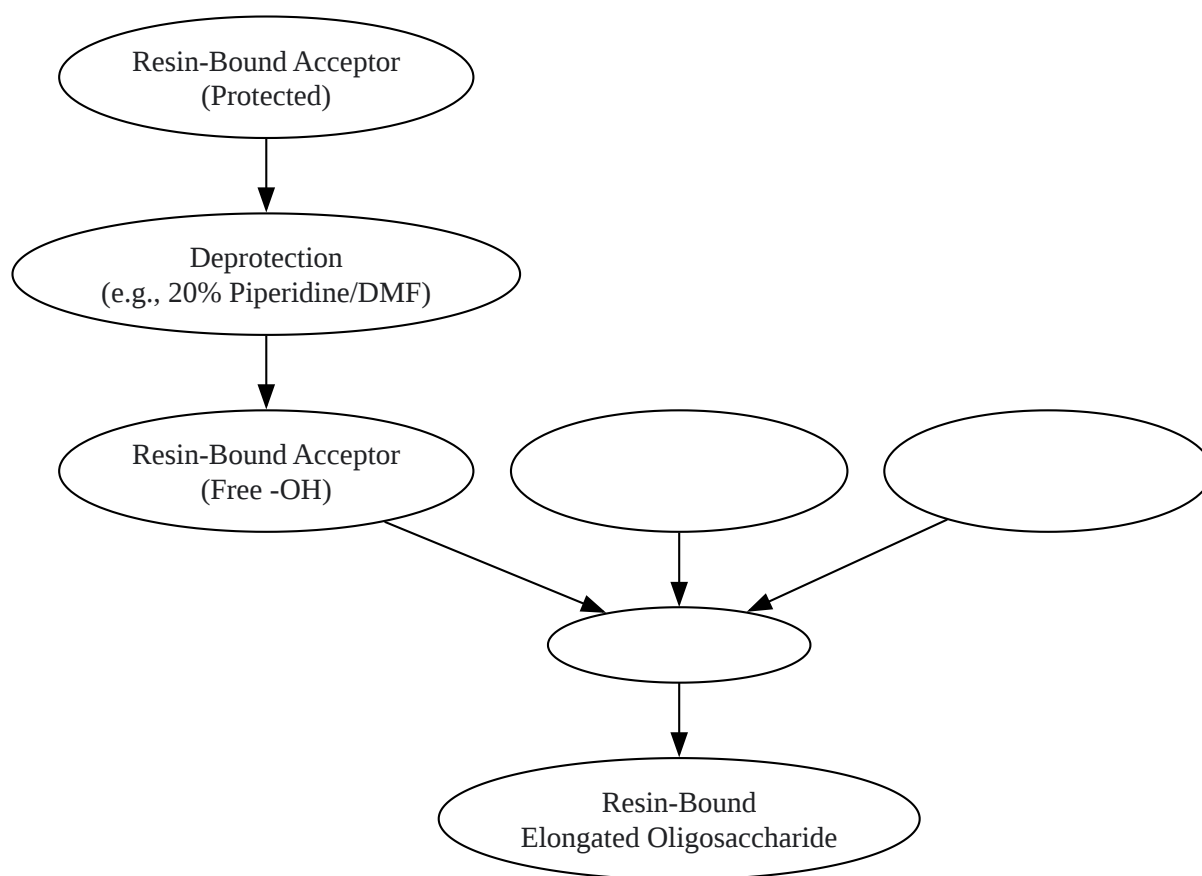 Resin-Bound Acceptor
(Protected)
Deprotection
(e.g., 20% Piperidine/DMF)
Resin-Bound Acceptor
(Free -OH)
Resin-Bound
Elongated Oligosaccharide